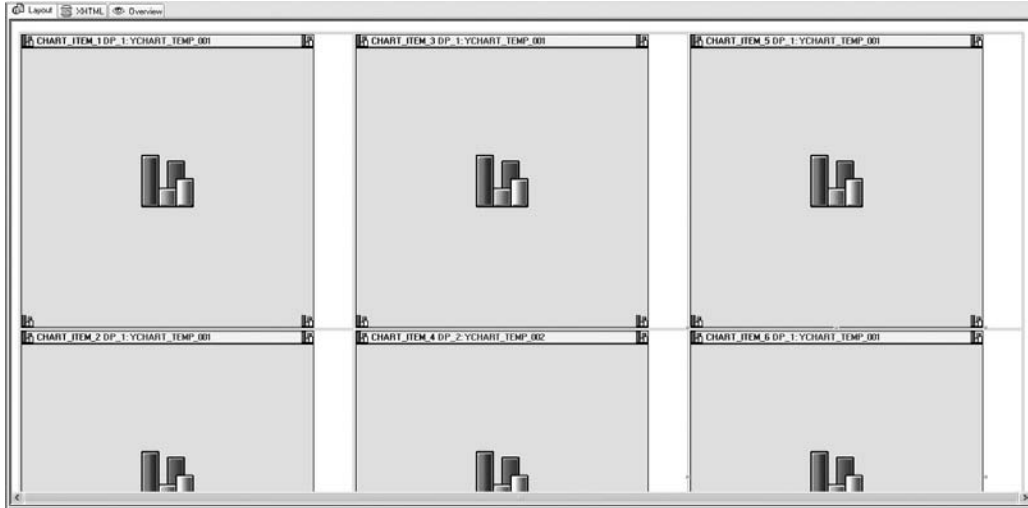 Layout XHTML Overview
CHART_ITEM_1 DP_1: YCHART_TEMP_001
CHART_ITEM_3 DP_1: YCHART_TEMP_001
CHART_ITEM_5 DP_1: YCHART_TEMP_001
CHART_ITEM_2 DP_1: YCHART_TEMP_001
CHART_ITEM_4 DP_2: YCHART_TEMP_002
CHART_ITEM_6 DP_1: YCHART_TEMP_001